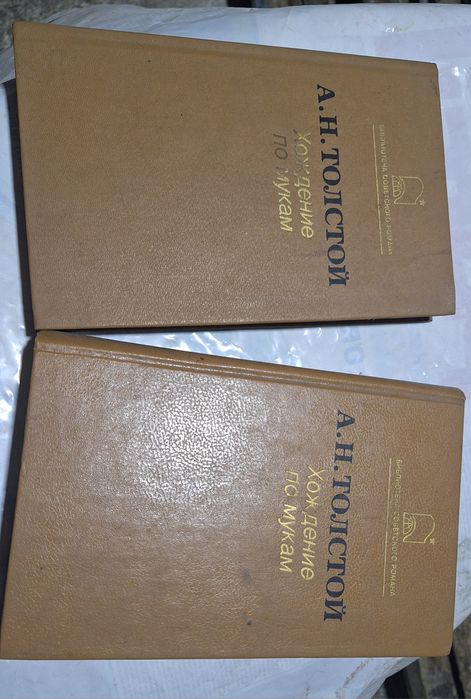 БИБЛИОТЕКА СОВЕТСКОГО РОМАНА
А.Н.ТОЛСТОЙ
Хождение
по мукам
БИБЛИОТЕКА СОВЕТСКОГО РОМАНА
А.Н.ТОЛСТОЙ
Хождение
по мукам